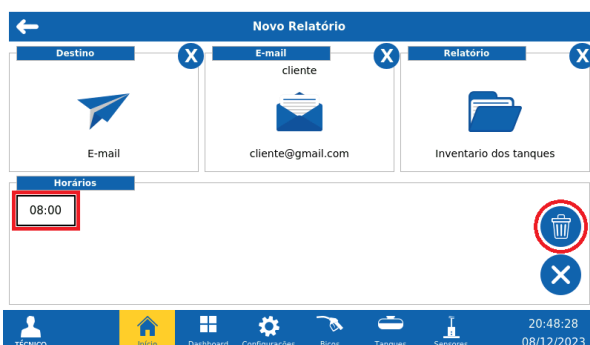 Novo Relatório
Destino
X
E-mail
X
Relatório
X
cliente
E-mail
cliente@gmail.com
Inventario dos tanques
Horários
08:00
TÉCNICO
Início
Dashboard
Configurações
Bicos
Tanques
Sensores
20:48:28
08/12/2023